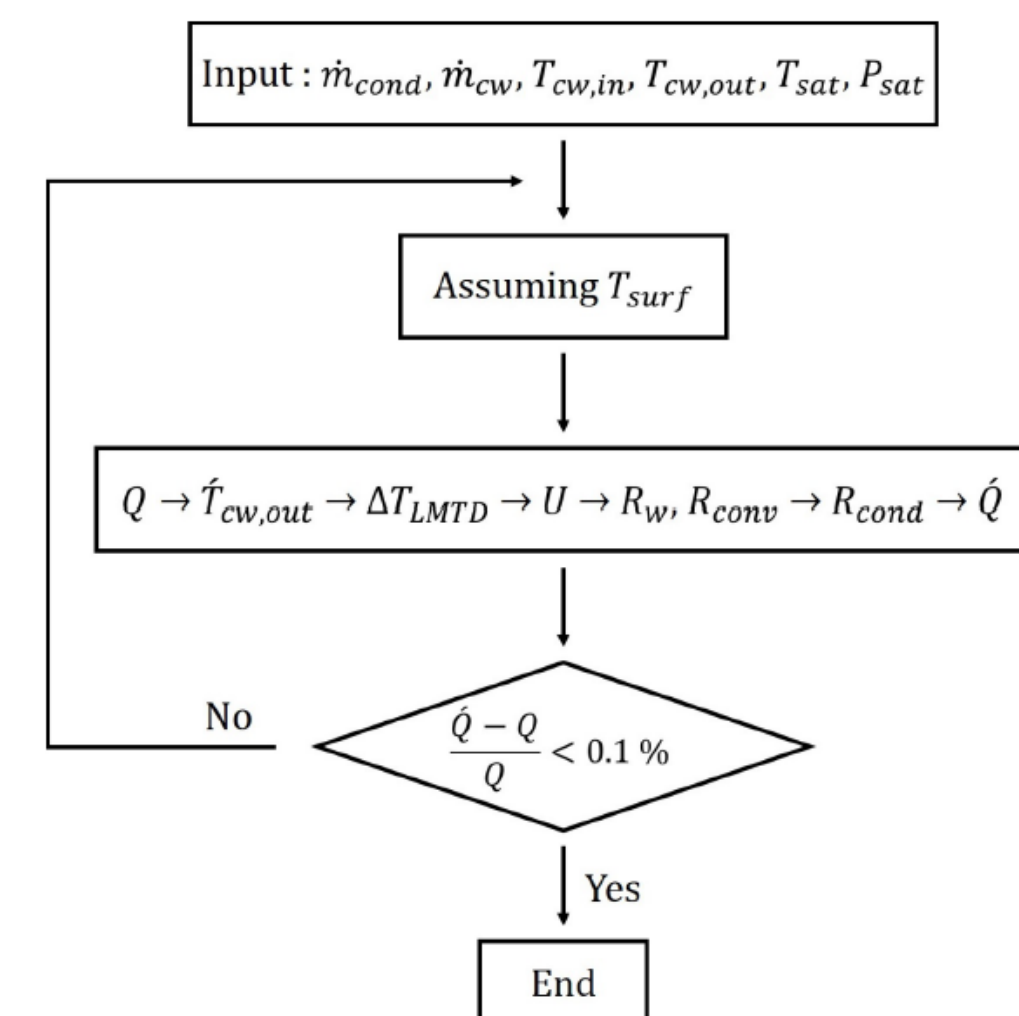 Input : ṁ_cond, ṁ_cw, T_cw,in, T_cw,out, T_sat, P_sat
Assuming T_surf
Q → T́_cw,out → ΔT_LMTD → U → R_w, R_conv → R_cond → Q́
No
Q́ − Q
Q
< 0.1 %
Yes
End